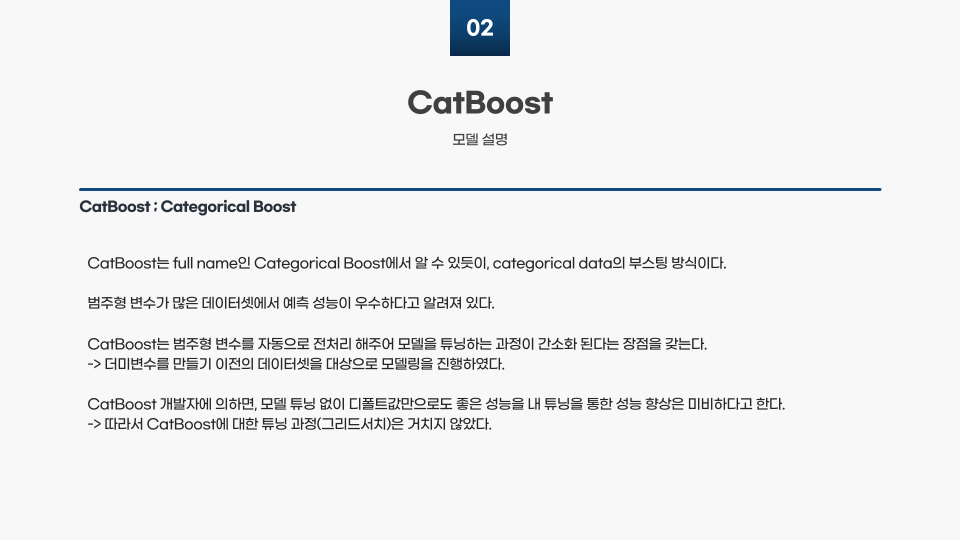 02
CatBoost
모델 설명
CatBoost ; Categorical Boost
CatBoost는 full name인 Categorical Boost에서 알 수 있듯이, categorical data의 부스팅 방식이다.
범주형 변수가 많은 데이터셋에서 예측 성능이 우수하다고 알려져 있다.
CatBoost는 범주형 변수를 자동으로 전처리 해주어 모델을 튜닝하는 과정이 간소화 된다는 장점을 갖는다.
-> 더미변수를 만들기 이전의 데이터셋을 대상으로 모델링을 진행하였다.
CatBoost 개발자에 의하면, 모델 튜닝 없이 디폴트값만으로도 좋은 성능을 내 튜닝을 통한 성능 향상은 미비하다고 한다.
-> 따라서 CatBoost에 대한 튜닝 과정(그리드서치)은 거치지 않았다.